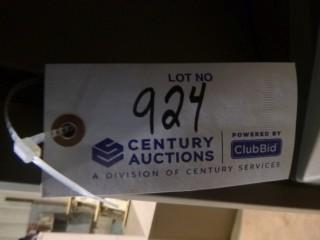 LOT NO
924
CENTURY AUCTIONS
POWERED BY
ClubBid
A DIVISION OF CENTURY SERVICES